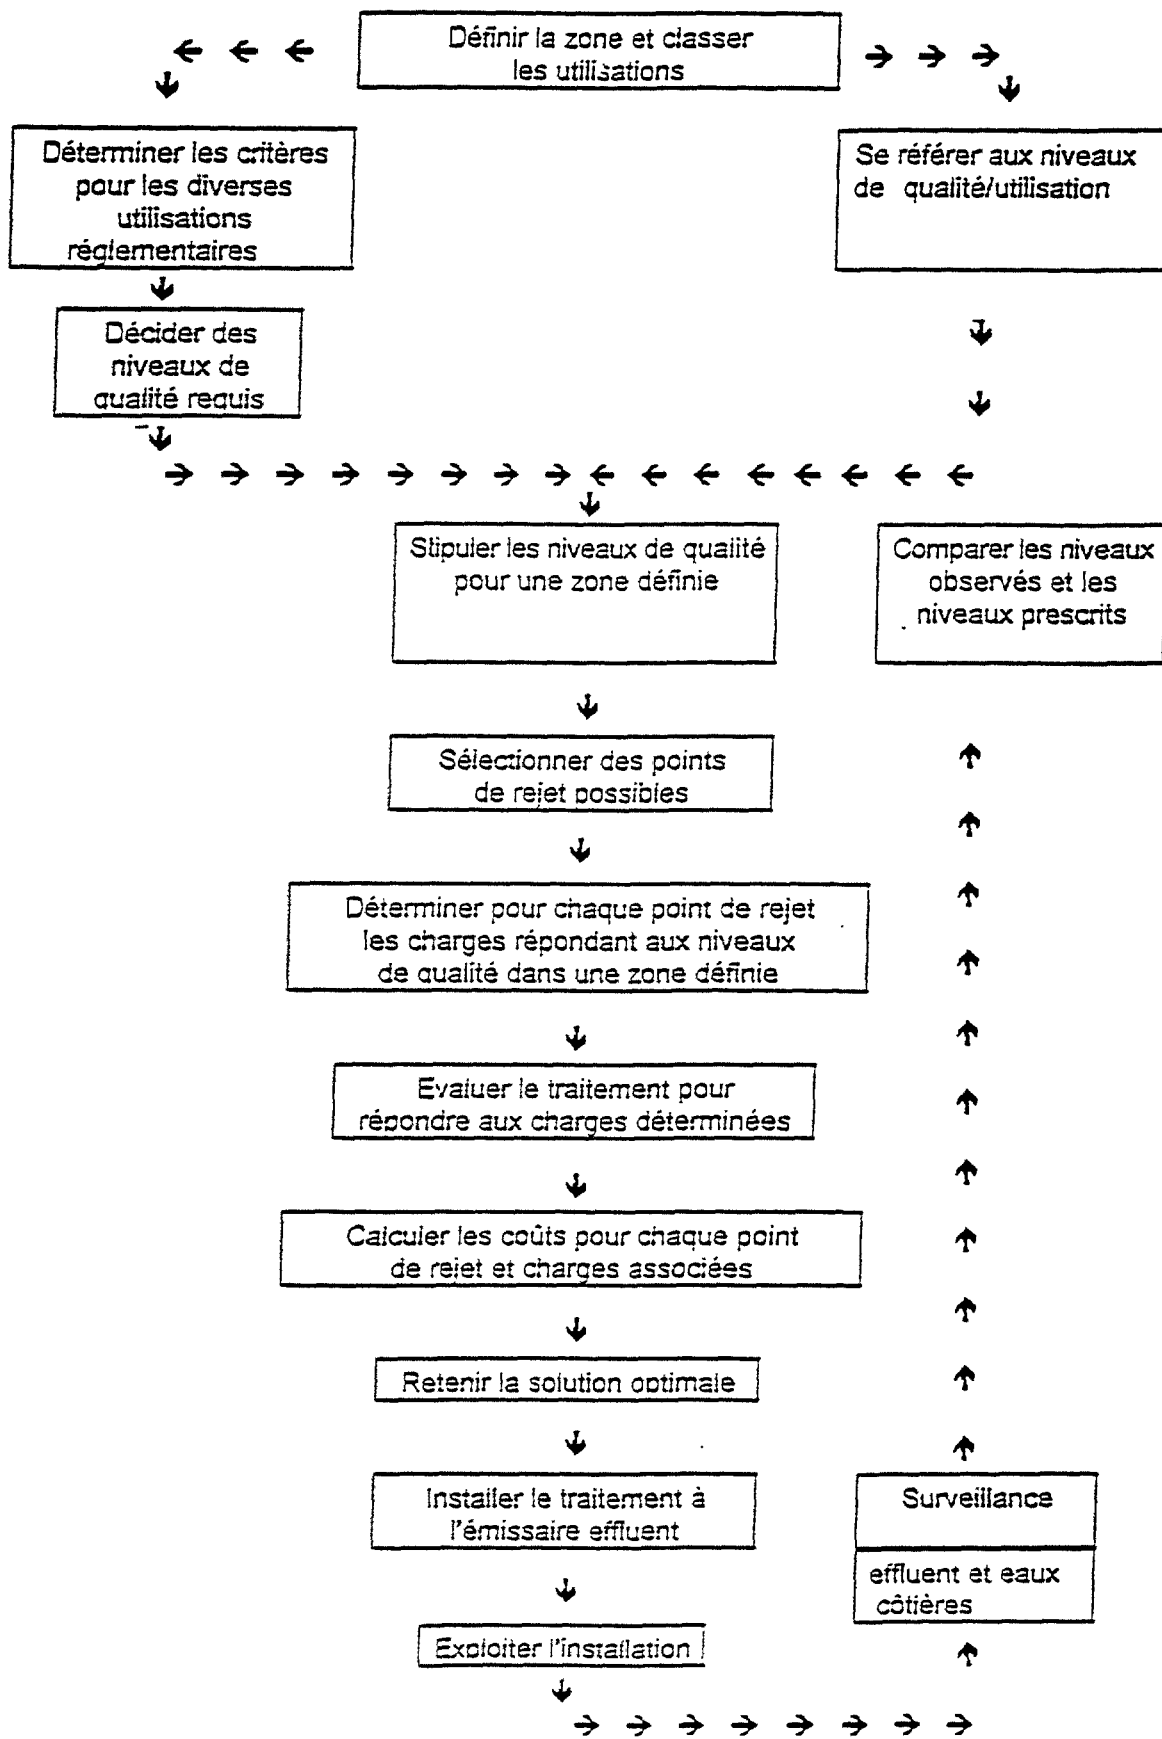 Définir la zone et classer
les utilisations
Déterminer les critères
pour les diverses
utilisations
réglementaires
Se référer aux niveaux
de qualité/utilisation
Décider des
niveaux de
qualité requis
Stipuler les niveaux de qualité
pour une zone définie
Comparer les niveaux
observés et les
niveaux prescrits
Sélectionner des points
de rejet possibles
Déterminer pour chaque point de rejet
les charges répondant aux niveaux
de qualité dans une zone définie
Evaluer le traitement pour
répondre aux charges déterminées
Calculer les coûts pour chaque point
de rejet et charges associées
Retenir la solution optimale
Installer le traitement à
l'émissaire effluent
Surveillance
effluent et eaux
côtières
Exploiter l'installation